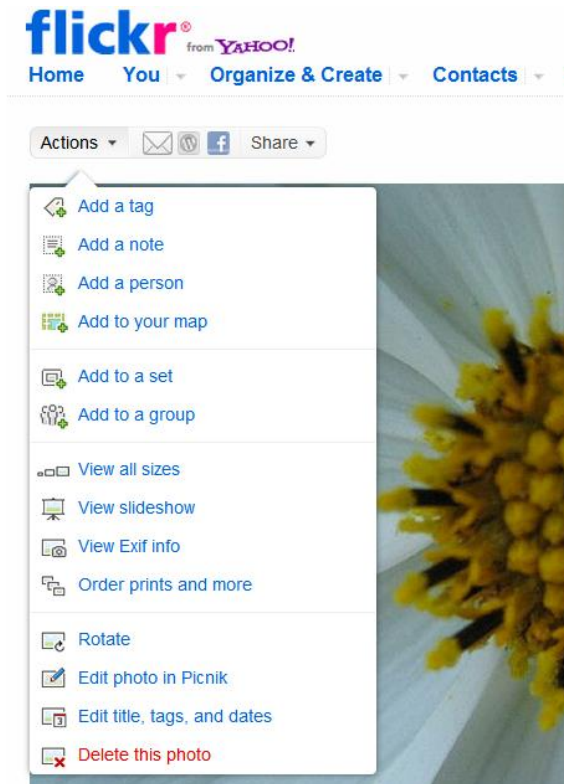 flickr® from YAHOO!
Home You Organize & Create Contacts
Actions Share
Add a tag
Add a note
Add a person
Add to your map
Add to a set
Add to a group
View all sizes
View slideshow
View Exif info
Order prints and more
Rotate
Edit photo in Picnik
Edit title, tags, and dates
Delete this photo